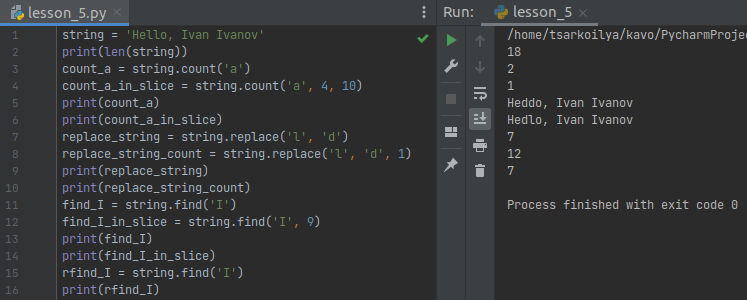 lesson_5.py
1 string = 'Hello, Ivan Ivanov'
2 print(len(string))
3 count_a = string.count('a')
4 count_a_in_slice = string.count('a', 4, 10)
5 print(count_a)
6 print(count_a_in_slice)
7 replace_string = string.replace('l', 'd')
8 replace_string_count = string.replace('l', 'd', 1)
9 print(replace_string)
10 print(replace_string_count)
11 find_I = string.find('I')
12 find_I_in_slice = string.find('I', 9)
13 print(find_I)
14 print(find_I_in_slice)
15 rfind_I = string.find('I')
16 print(rfind_I)
Run: lesson_5
/home/tsarkoilya/kavo/PycharmProje
18
2
1
Heddo, Ivan Ivanov
Hedlo, Ivan Ivanov
7
12
7
Process finished with exit code 0